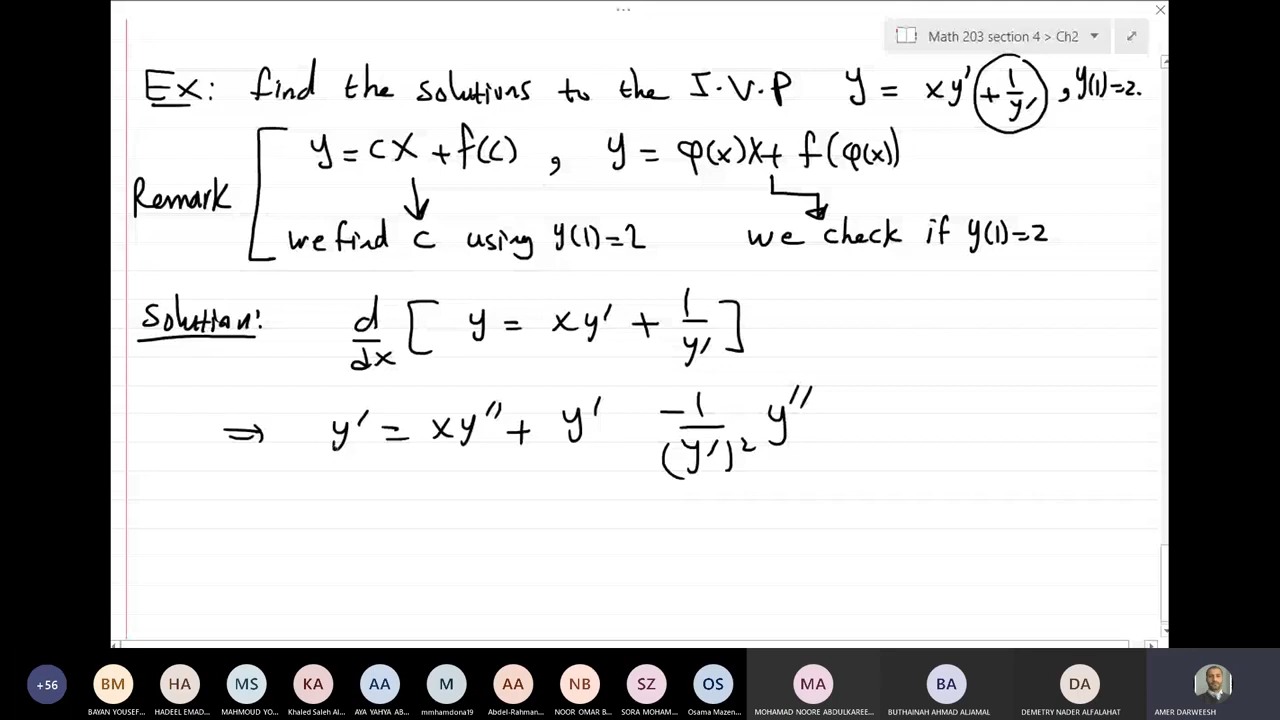 ...
Math 203 section 4 > Ch2
Ex: find the solutions to the I.V.P y = xy' + 1/y' , y(1)=2.
Remark
y = cx + f(c) , y = φ(x)x + f(φ(x))
we find c using y(1)=2 we check if y(1)=2
Solution: d/dx [ y = xy' + 1/y' ]
⇒ y' = xy'' + y' -1/(y')² y''
+56 BM HA MS KA AA M AA NB SZ OS MA BA DA
BAYAN YOUSEF... HADEEL EMAD... MAHMOUD YO... Khaled Saleh Al... AYA YAHYA AB... mmhamdona19 Abdel-Rahman... NOOR OMAR B... SORA MOHAM... Osama Mazen... MOHAMAD NOORE ABDULKAREE... BUTHAINAH AHMAD ALJAMAL DEMETRY NADER ALFALAHAT AMER DARWEESH